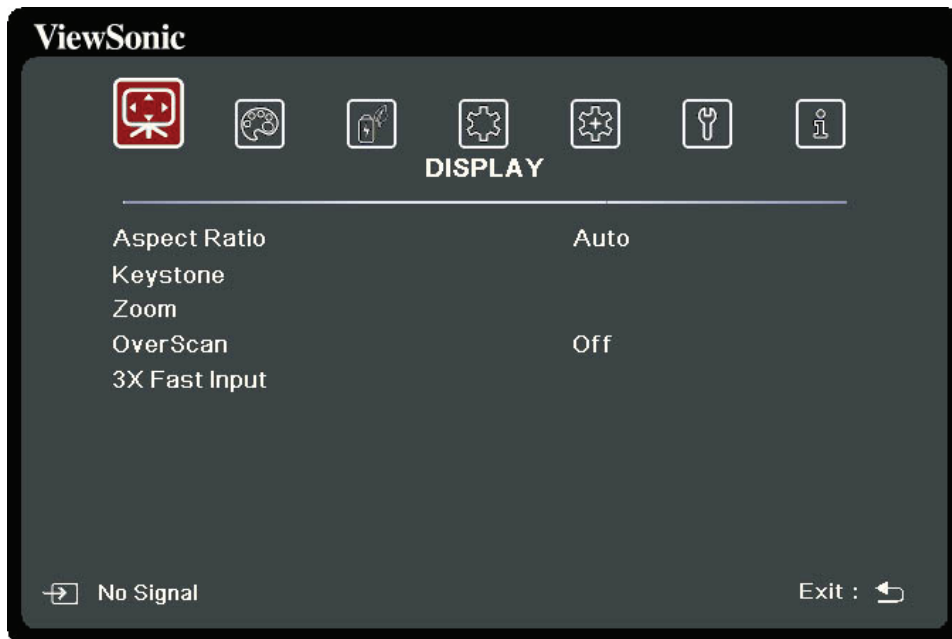 ViewSonic
DISPLAY
Aspect Ratio Auto
Keystone
Zoom
OverScan Off
3X Fast Input
No Signal
Exit :